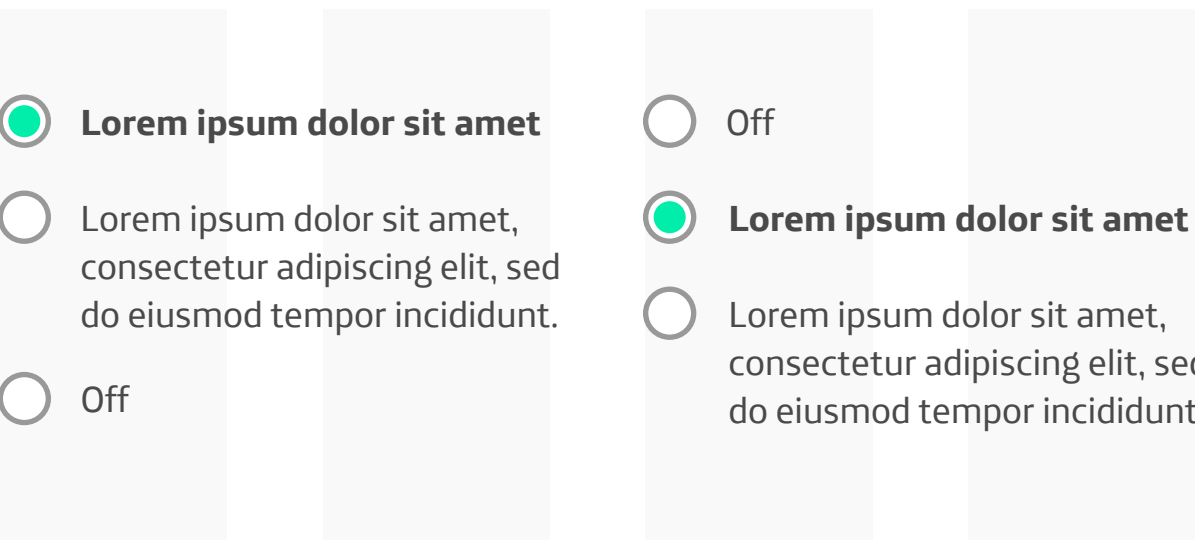 Lorem ipsum dolor sit amet
Lorem ipsum dolor sit amet,
consectetur adipiscing elit, sed
do eiusmod tempor incididunt.
Off
Off
Lorem ipsum dolor sit amet
Lorem ipsum dolor sit amet,
consectetur adipiscing elit, sed
do eiusmod tempor incididunt